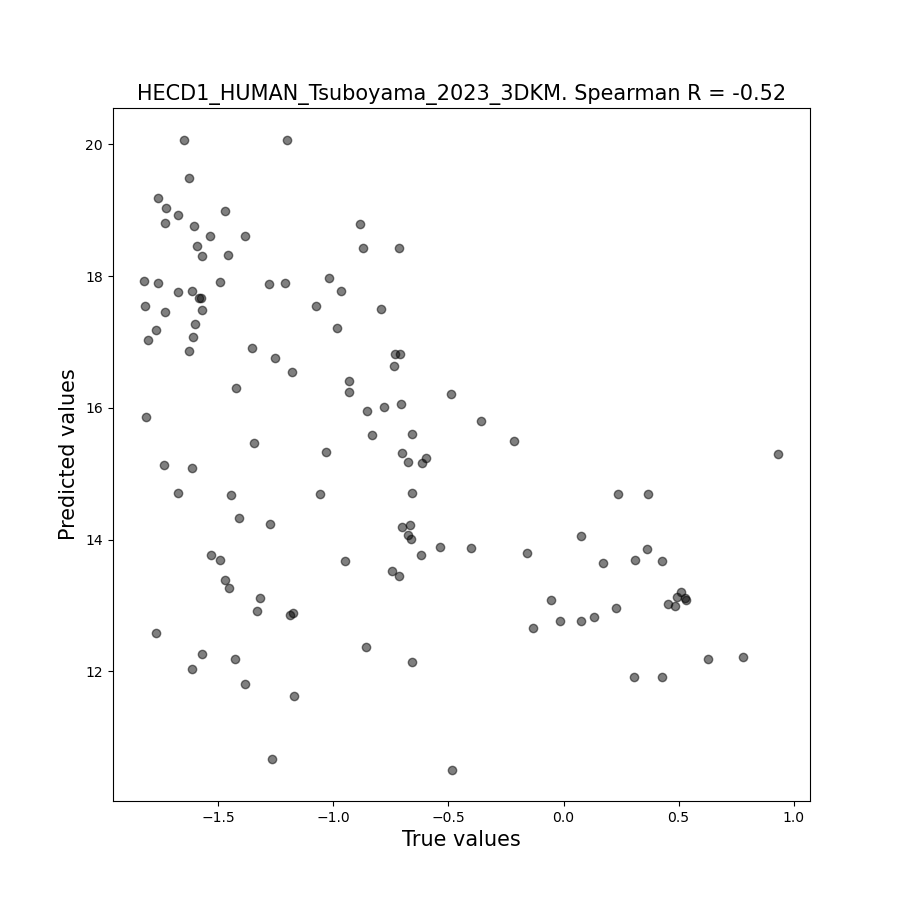 HECD1_HUMAN_Tsuboyama_2023_3DKM. Spearman R = -0.52
20
18
16
14
12
Predicted values
−1.5 −1.0 −0.5 0.0 0.5 1.0
True values